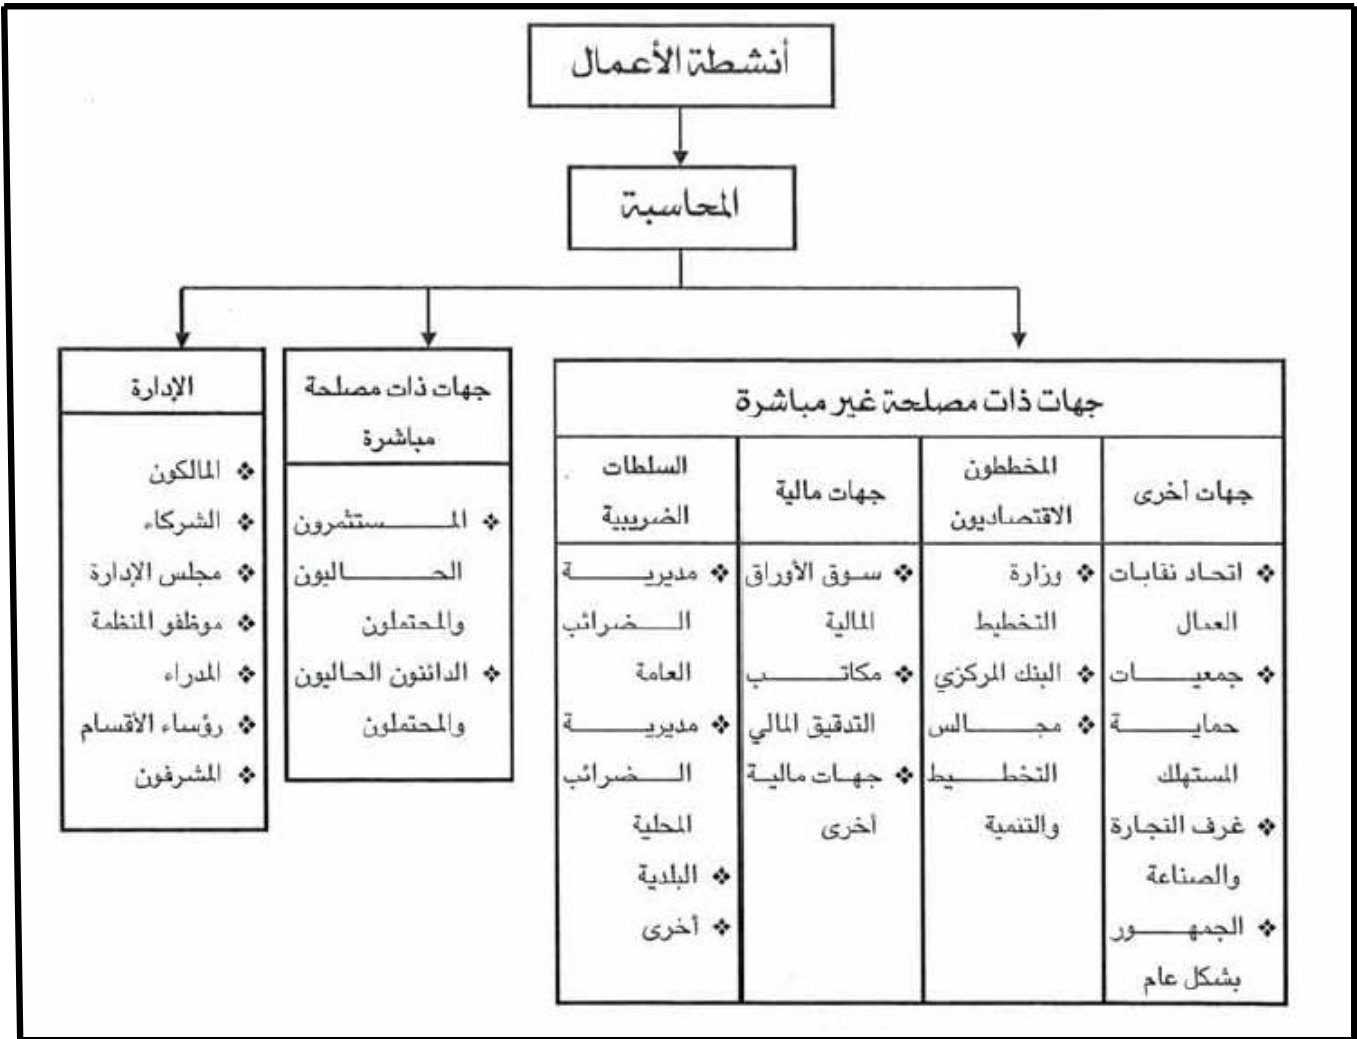 أنشطة الأعمال
المحاسبة
جهات ذات مصلحة غير مباشرة
جهات أخرى
❖ اتحاد نقابات
العمال
❖ جمعيات
حماية
المستهلك
❖ غرف التجارة
والصناعة
❖ الجمهور
بشكل عام
المخططون
الاقتصاديون
❖ وزارة
التخطيط
❖ البنك المركزي
❖ مجالس
التخطيط
والتنمية
جهات مالية
❖ سوق الأوراق
المالية
❖ مكاتب
التدقيق المالي
❖ جهات مالية
أخرى
السلطات
الضريبية
❖ مديرية
الضرائب
العامة
❖ مديرية
الضرائب
المحلية
❖ البلدية
❖ أخرى
جهات ذات مصلحة
مباشرة
❖ المستثمرون
الحاليون
والمحتملون
❖ الدائنون الحاليون
والمحتملون
الإدارة
❖ المالكون
❖ الشركاء
❖ مجلس الإدارة
❖ موظفو المنظمة
❖ المدراء
❖ رؤساء الأقسام
❖ المشرفون